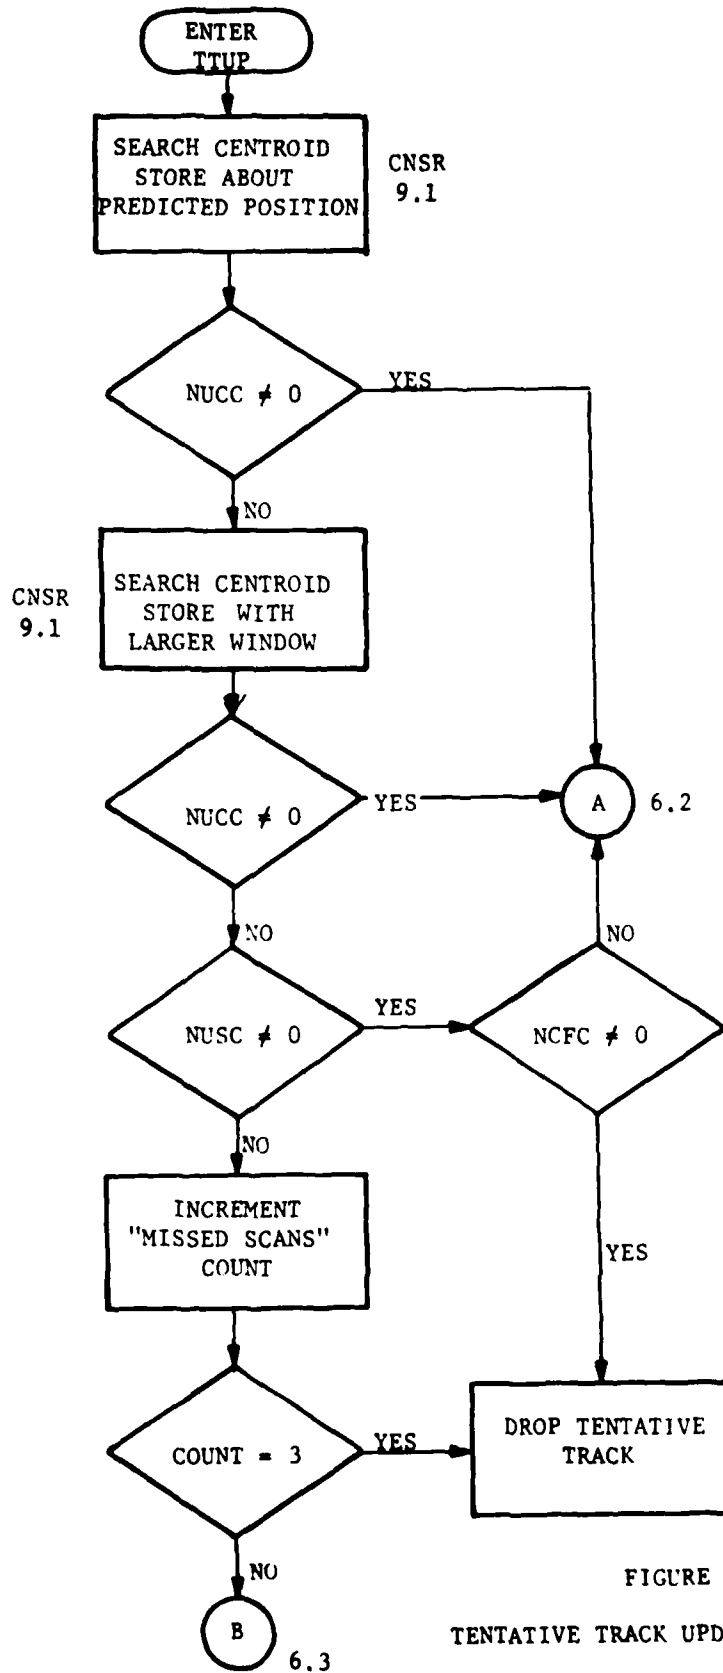 ENTER
TTUP
SEARCH CENTROID
STORE ABOUT
PREDICTED POSITION
CNSR
9.1
NUCC ≠ 0
YES
NO
CNSR
9.1
SEARCH CENTROID
STORE WITH
LARGER WINDOW
NUCC ≠ 0
YES
A
6.2
NO
NO
NUSC ≠ 0
YES
NCFC ≠ 0
NO
INCREMENT
"MISSED SCANS"
COUNT
YES
COUNT = 3
YES
DROP TENTATIVE
TRACK
NO
FIGURE
B
6.3
TENTATIVE TRACK UPD